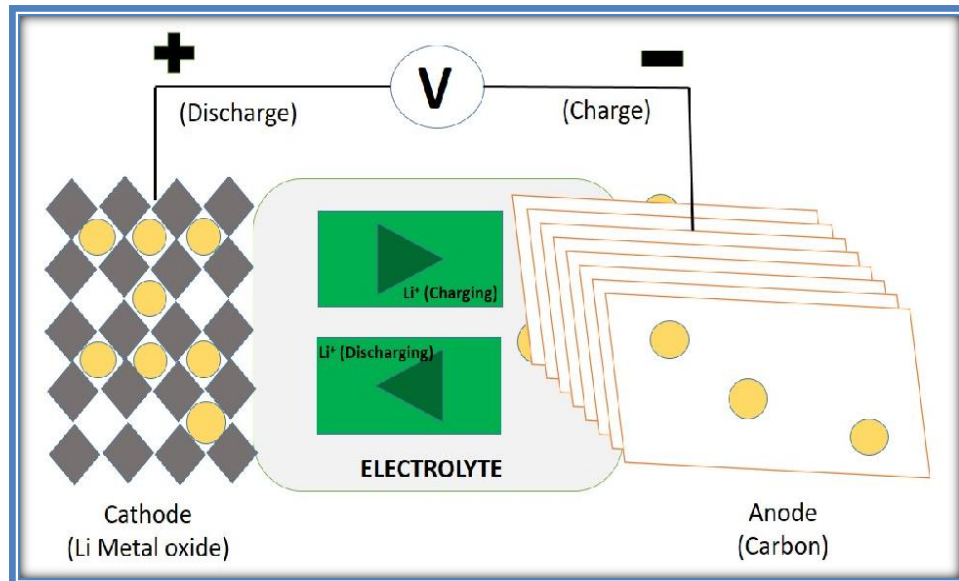 +
−
V
(Discharge)
(Charge)
Li⁺ (Charging)
Li⁺ (Discharging)
ELECTROLYTE
Cathode
(Li Metal oxide)
Anode
(Carbon)